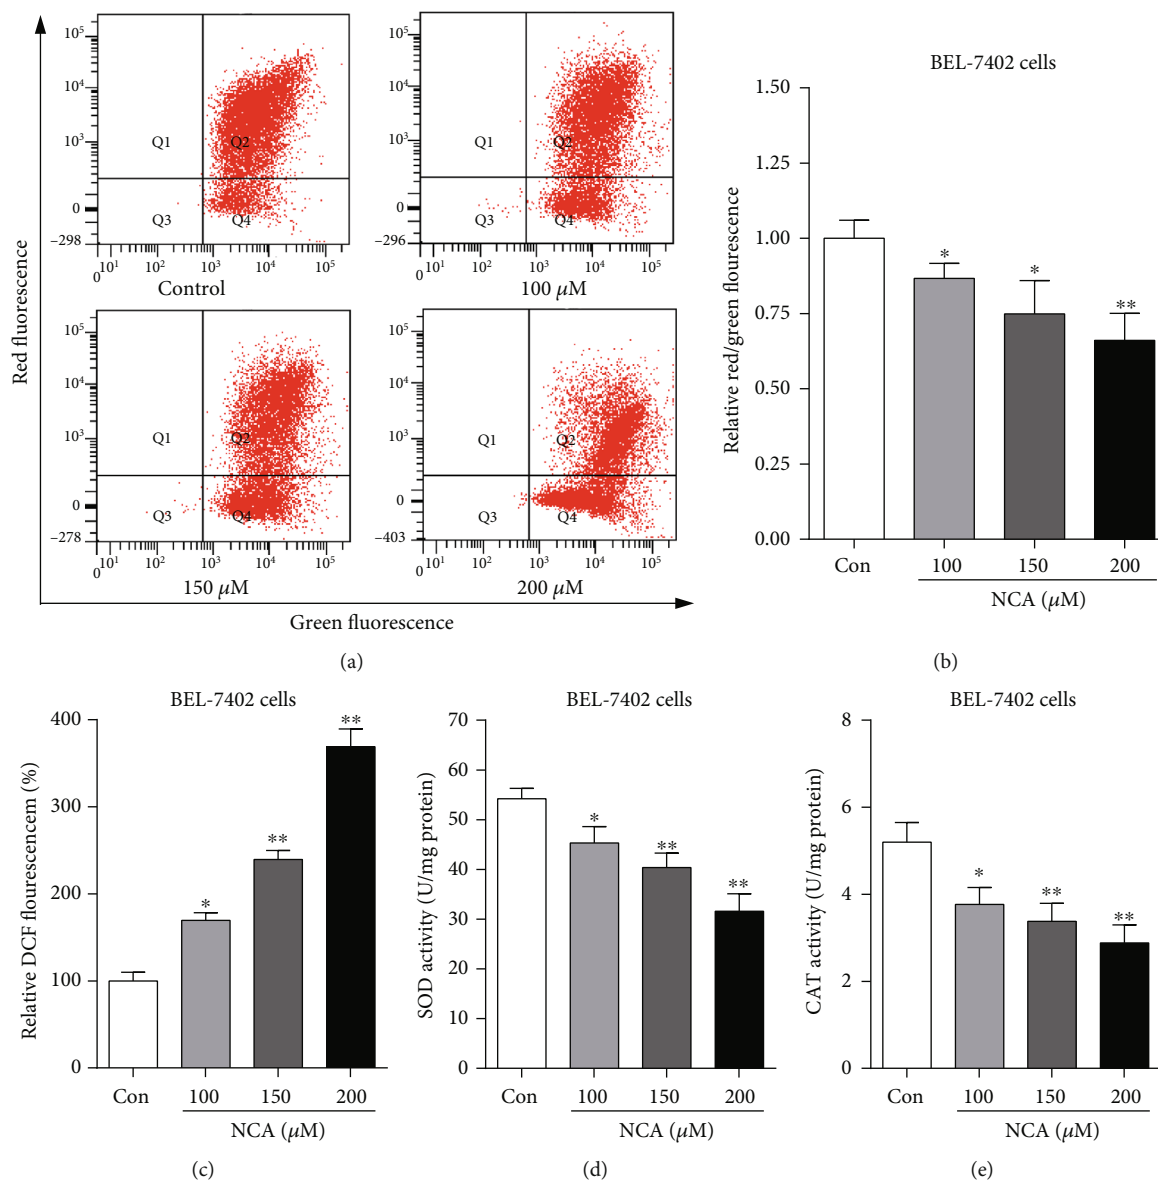 Red fluorescence
10⁵
10⁴
10³
0
−298
Q1
Q2
Q3
Q4
0 10¹ 10² 10³ 10⁴ 10⁵
Control
10⁵
10⁴
10³
0
−296
Q1
Q2
Q3
Q4
0 10¹ 10² 10³ 10⁴ 10⁵
100 μM
10⁵
10⁴
10³
0
−278
Q1
Q2
Q3
Q4
0 10¹ 10² 10³ 10⁴ 10⁵
150 μM
10⁵
10⁴
10³
0
−403
Q1
Q2
Q3
Q4
0 10¹ 10² 10³ 10⁴ 10⁵
200 μM
Green fluorescence
(a)
BEL-7402 cells
Relative red/green flourescence
1.50
1.25
1.00
0.75
0.50
0.25
0.00
* * **
Con 100 150 200
NCA (μM)
(b)
BEL-7402 cells
Relative DCF flourescencem (%)
400
300
200
100
0
* ** **
Con 100 150 200
NCA (μM)
(c)
BEL-7402 cells
SOD activity (U/mg protein)
70
60
50
40
30
20
10
0
* ** **
Con 100 150 200
NCA (μM)
(d)
BEL-7402 cells
CAT activity (U/mg protein)
8
6
4
2
0
* ** **
Con 100 150 200
NCA (μM)
(e)